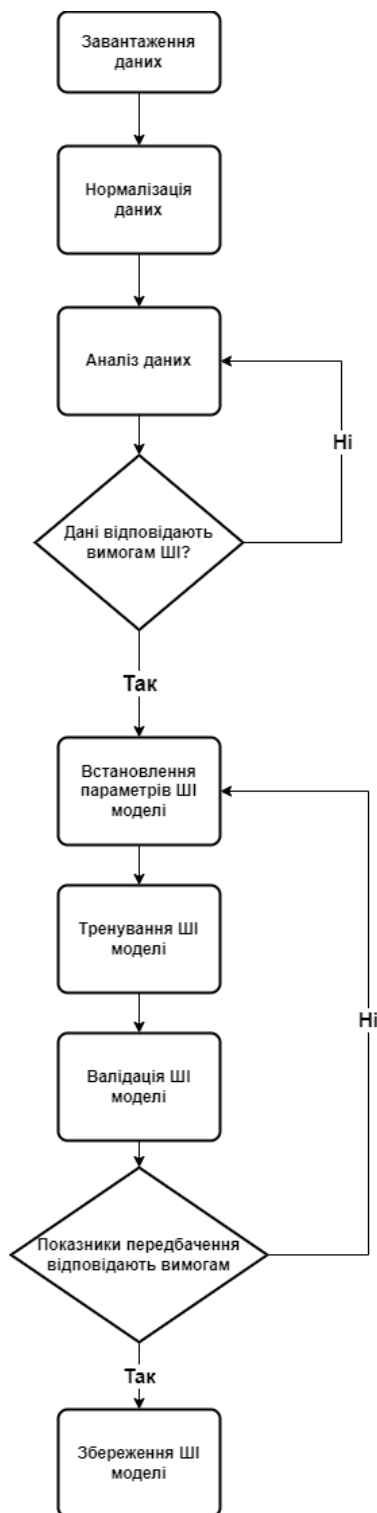 Завантаження
даних
Нормалізація
даних
Аналіз даних
Ні
Дані відповідають
вимогам ШІ?
Так
Встановлення
параметрів ШІ
моделі
Тренування ШІ
моделі
Ні
Валідація ШІ
моделі
Показники передбачення
відповідають вимогам
Так
Збереження ШІ
моделі